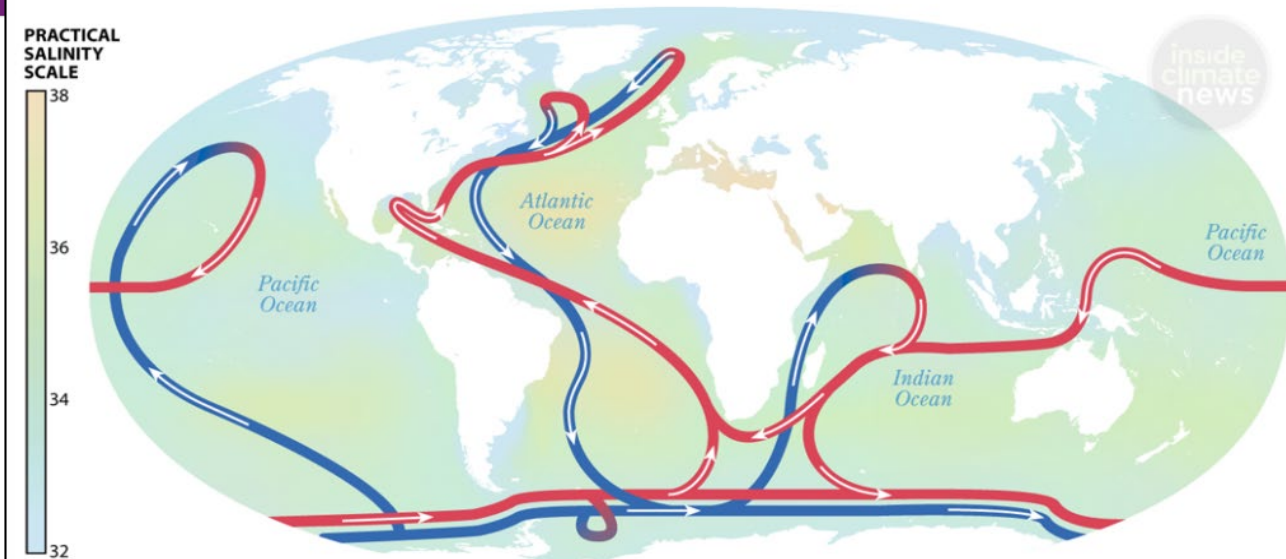 PRACTICAL
SALINITY
SCALE
38
36
34
32
inside
climate
news
Atlantic
Ocean
Pacific
Ocean
Pacific
Ocean
Indian
Ocean